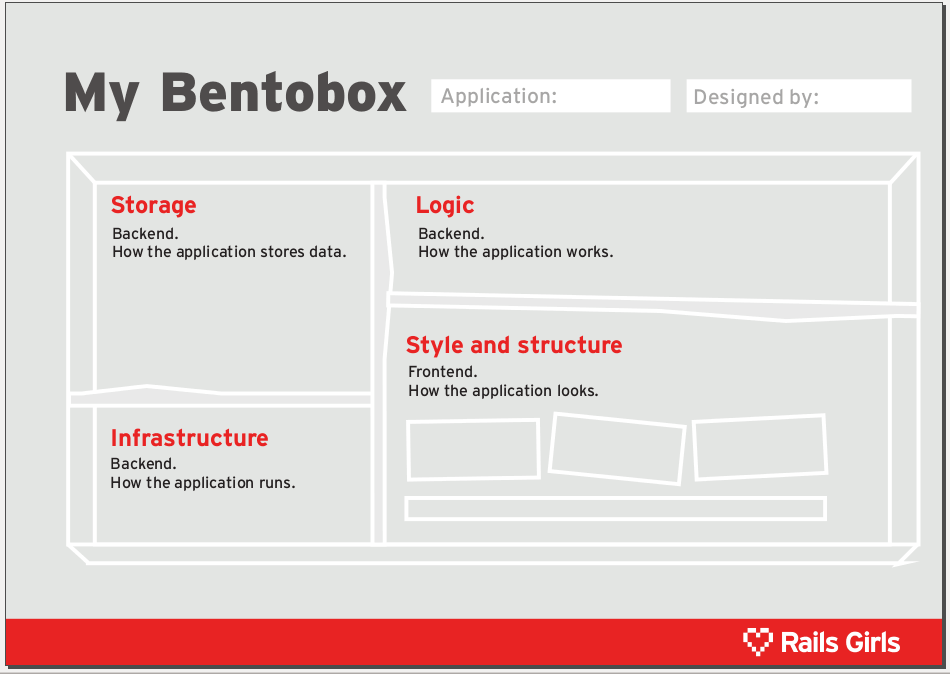 My Bentobox
Application:
Designed by:
Storage
Backend.
How the application stores data.
Logic
Backend.
How the application works.
Style and structure
Frontend.
How the application looks.
Infrastructure
Backend.
How the application runs.
Rails Girls